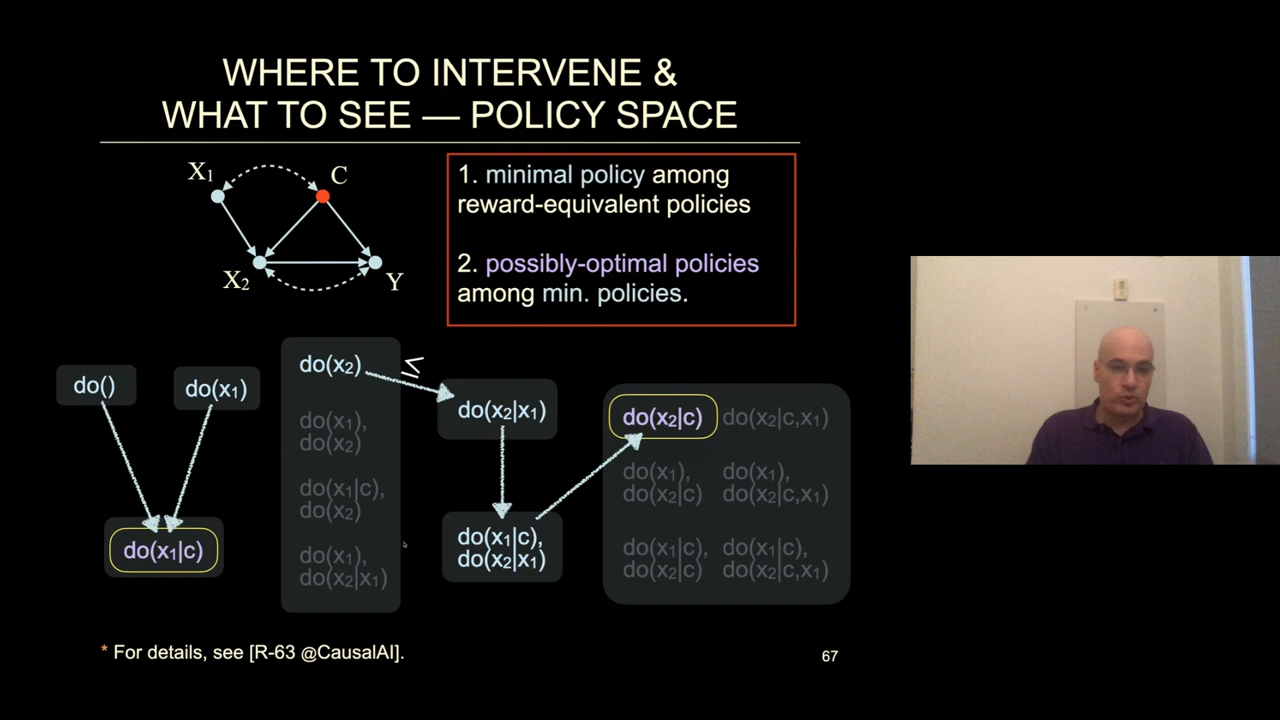 WHERE TO INTERVENE &
WHAT TO SEE — POLICY SPACE
X₁
C
X₂
Y
1. minimal policy among
reward-equivalent policies
2. possibly-optimal policies
among min. policies.
do()
do(x₁)
do(x₁|c)
do(x₂)
do(x₁),
do(x₂)
do(x₁|c),
do(x₂)
do(x₁),
do(x₂|x₁)
≤
do(x₂|x₁)
do(x₁|c),
do(x₂|x₁)
do(x₂|c) do(x₂|c,x₁)
do(x₁), do(x₁),
do(x₂|c) do(x₂|c,x₁)
do(x₁|c), do(x₁|c),
do(x₂|c) do(x₂|c,x₁)
* For details, see [R-63 @CausalAI].
67